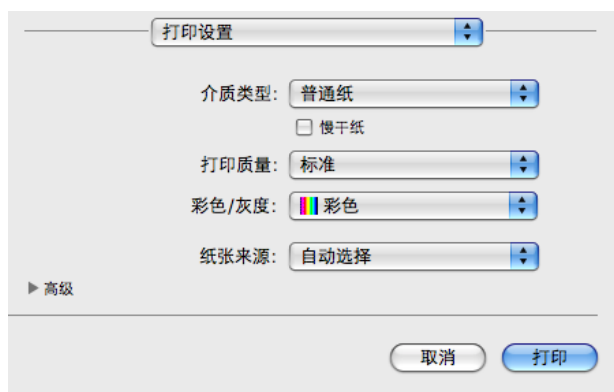 打印设置
介质类型: 普通纸
慢干纸
打印质量: 标准
彩色/灰度: 彩色
纸张来源: 自动选择
高级
取消 打印